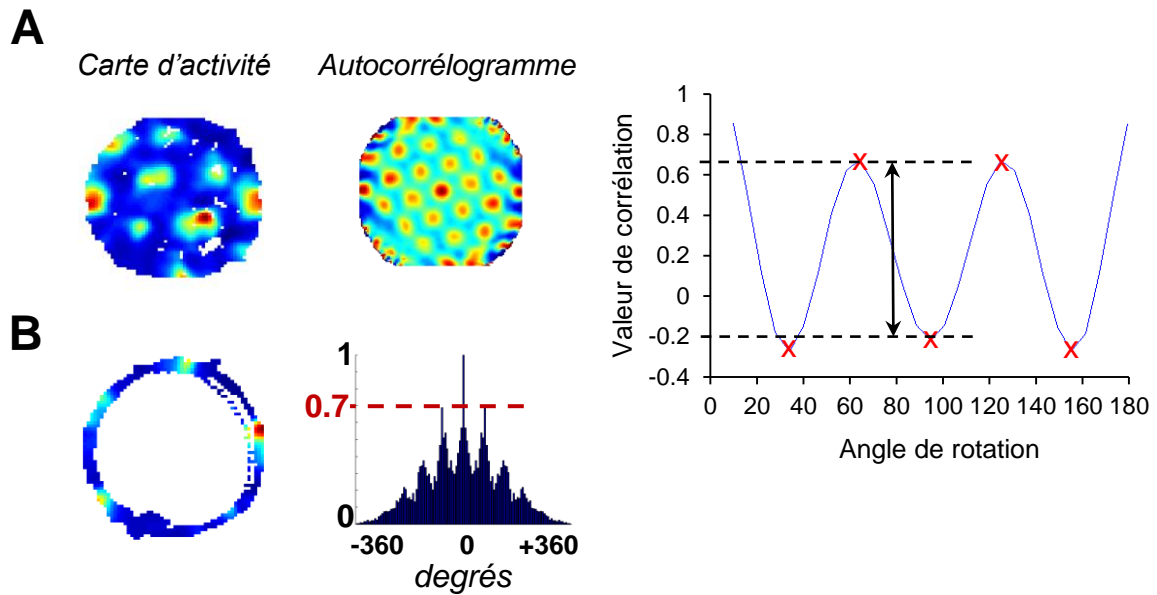 A
Carte d'activité
Autocorrélogramme
B
1
0.7
0
-360 0 +360
degrés
Valeur de corrélation
1
0.8
0.6
0.4
0.2
0
-0.2
-0.4
0 20 40 60 80 100 120 140 160 180
Angle de rotation